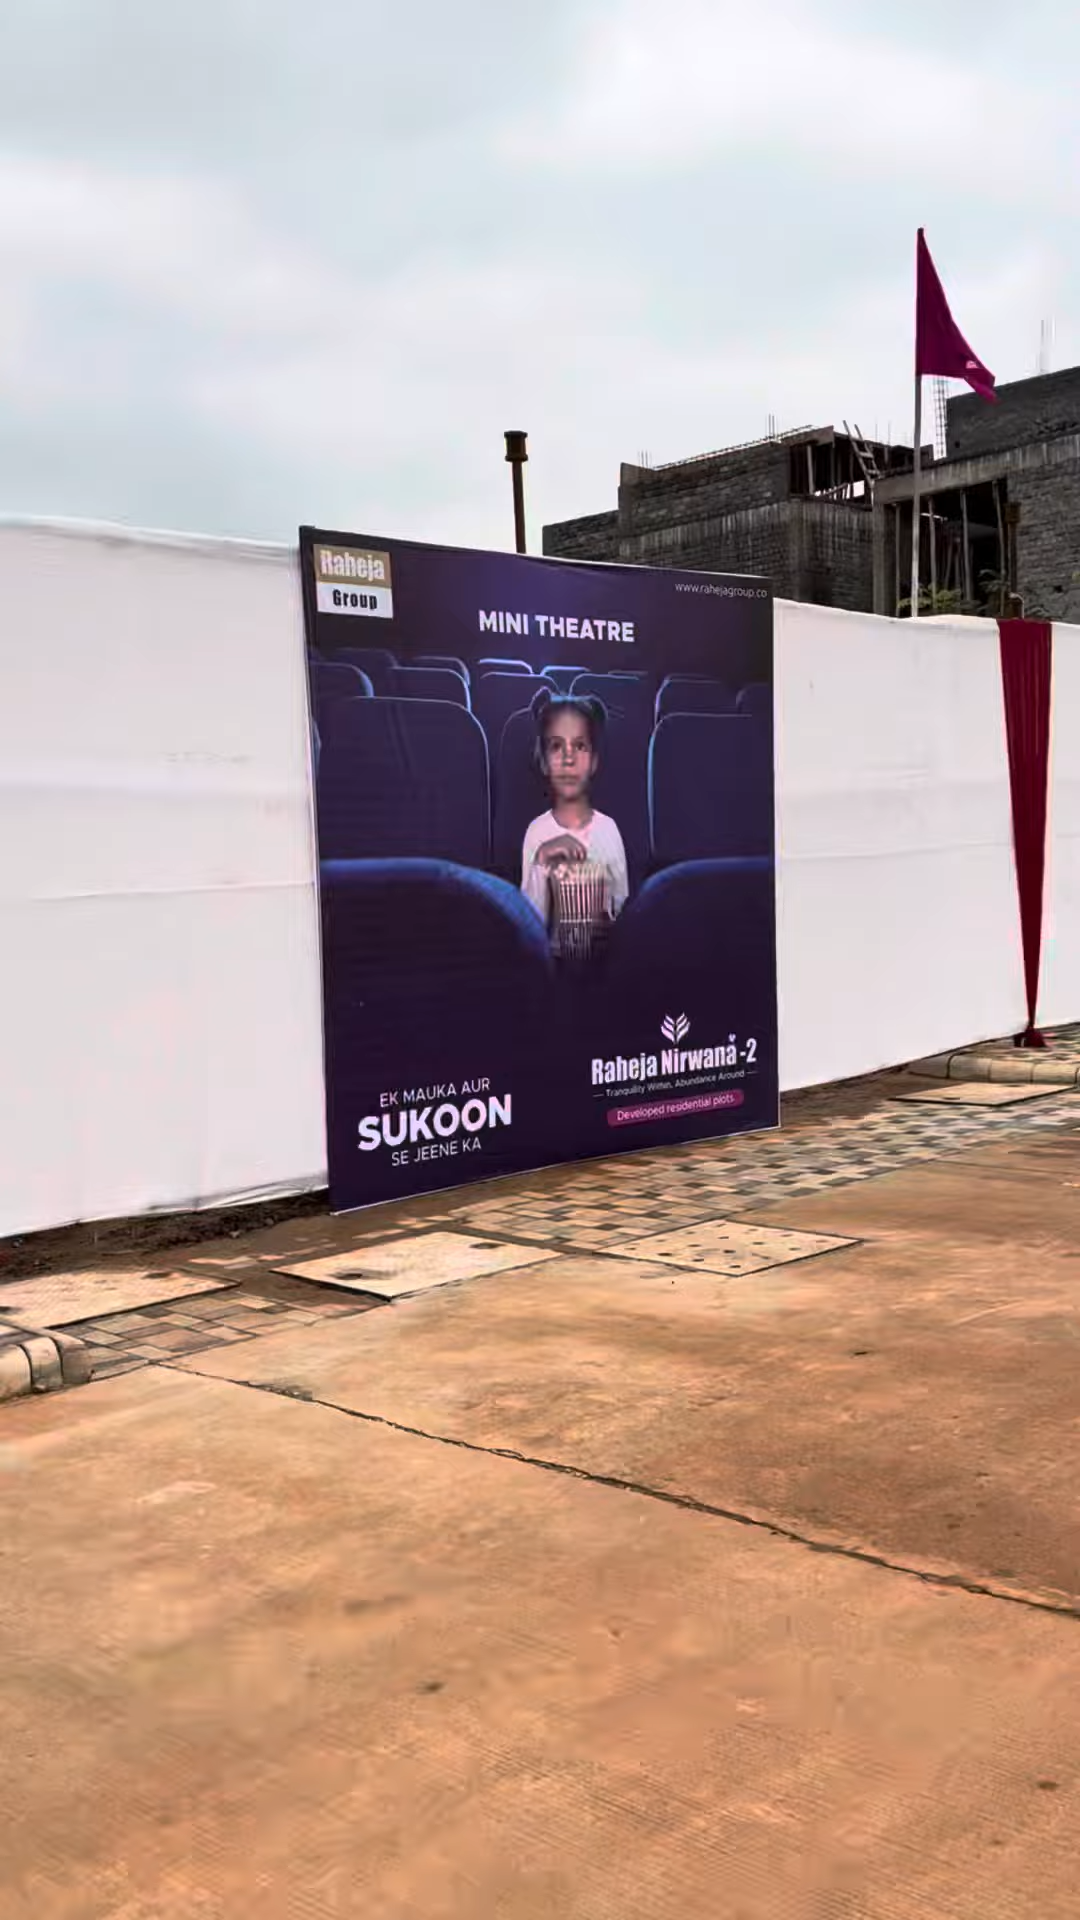 Raheja
Group
www.rahejagroup.co
MINI THEATRE
EK MAUKA AUR
SUKOON
SE JEENE KA
Raheja Nirwana-2
Tranquility Within, Abundance Around
Developed residential plots.